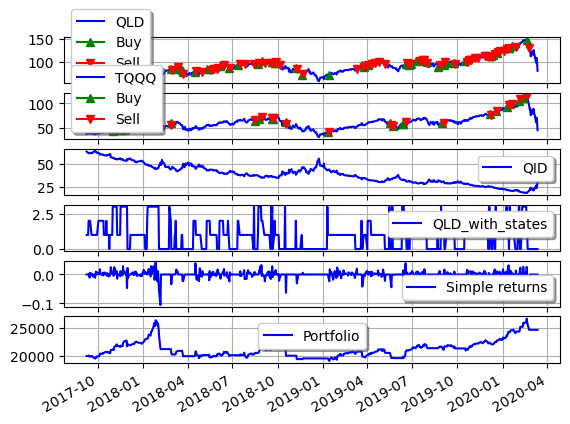 QLD
Buy
Sell
150
100
TQQQ
Buy
Sell
100
50
QID
50
25
QLD_with_states
2.5
0.0
Simple returns
0.0
−0.1
Portfolio
25000
20000
2017-10
2018-01
2018-04
2018-07
2018-10
2019-01
2019-04
2019-07
2019-10
2020-01
2020-04